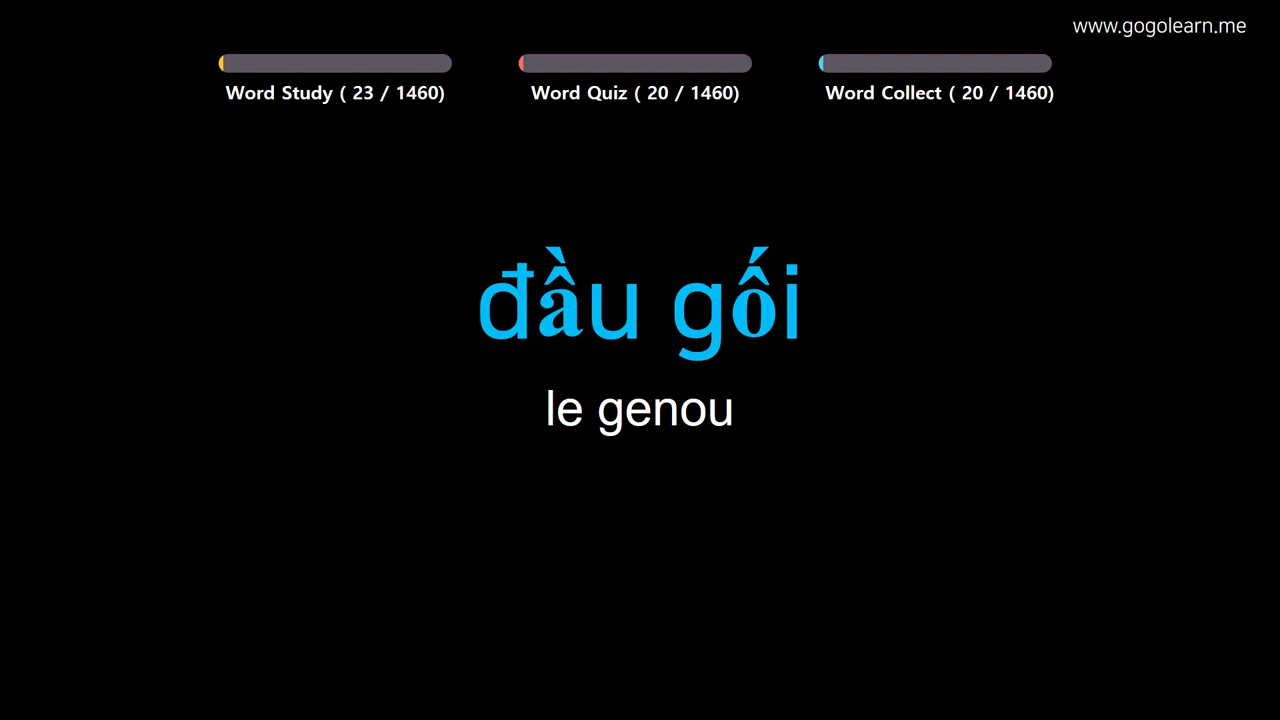 www.gogolearn.me
Word Study ( 23 / 1460)
Word Quiz ( 20 / 1460)
Word Collect ( 20 / 1460)
đầu gối
le genou